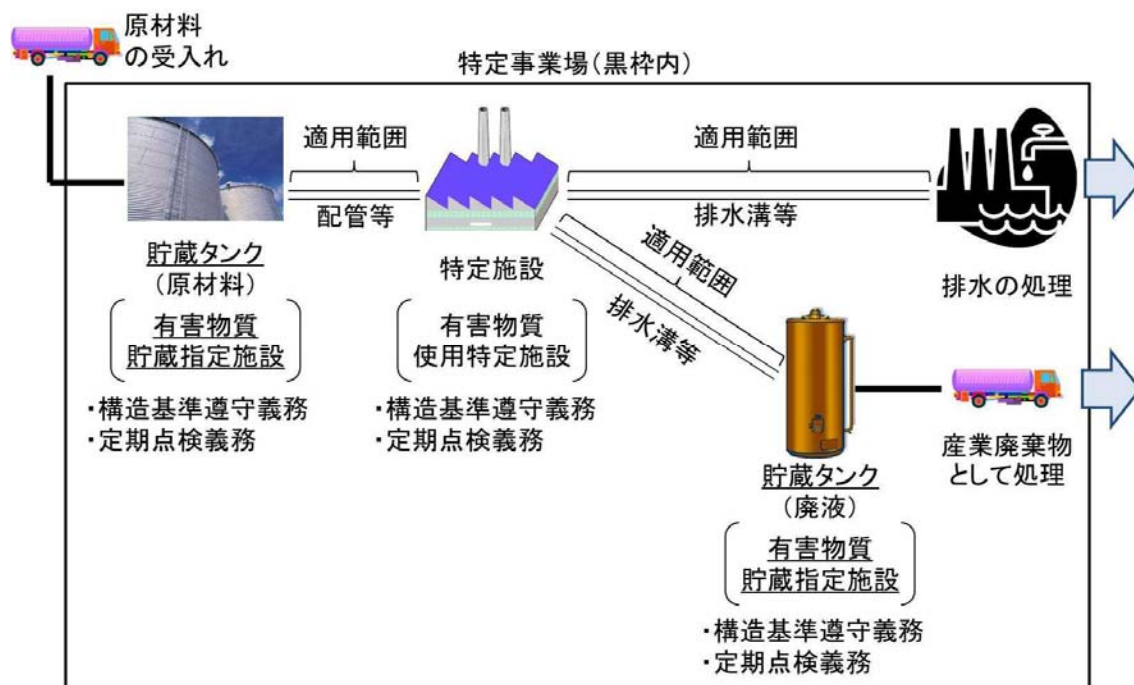 原材料
の受入れ
特定事業場(黒枠内)
適用範囲
配管等
適用範囲
排水溝等
適用範囲
排水溝等
貯蔵タンク
(原材料)
有害物質
貯蔵指定施設
・構造基準遵守義務
・定期点検義務
特定施設
有害物質
使用特定施設
・構造基準遵守義務
・定期点検義務
排水の処理
産業廃棄物
として処理
貯蔵タンク
(廃液)
有害物質
貯蔵指定施設
・構造基準遵守義務
・定期点検義務